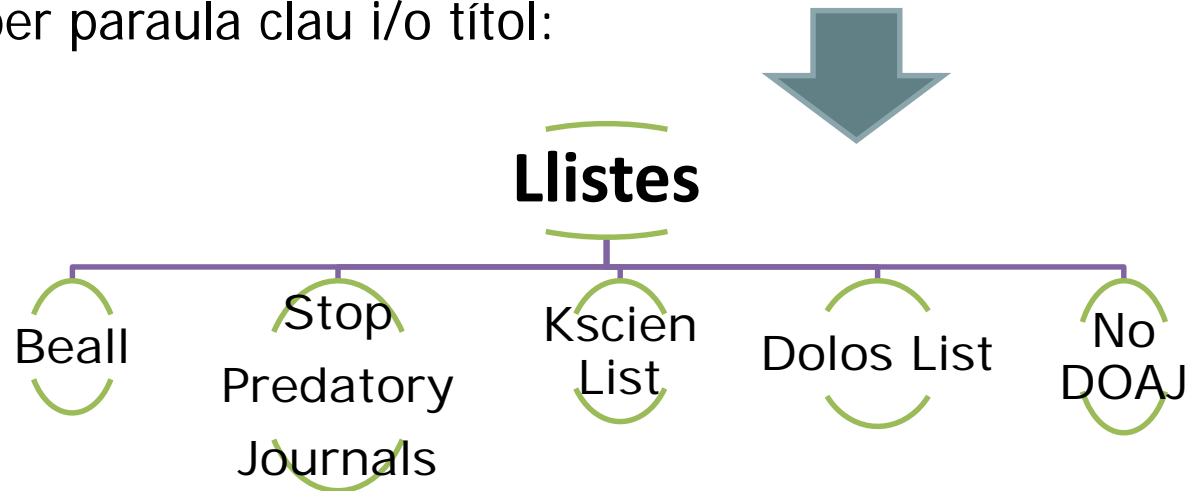 per paraula clau i/o títol:
Llistes
Beall
Stop
Predatory
Journals
Kscien
List
Dolos List
No
DOAJ